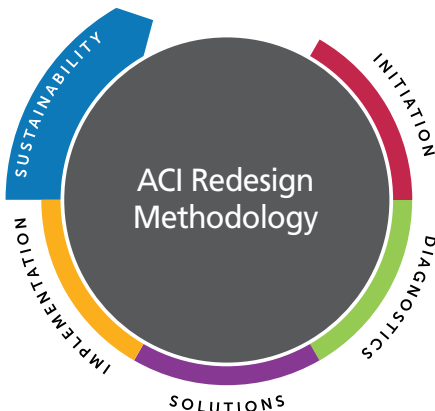 ACI Redesign
Methodology
INITIATION
DIAGNOSTICS
SOLUTIONS
IMPLEMENTATION
SUSTAINABILITY